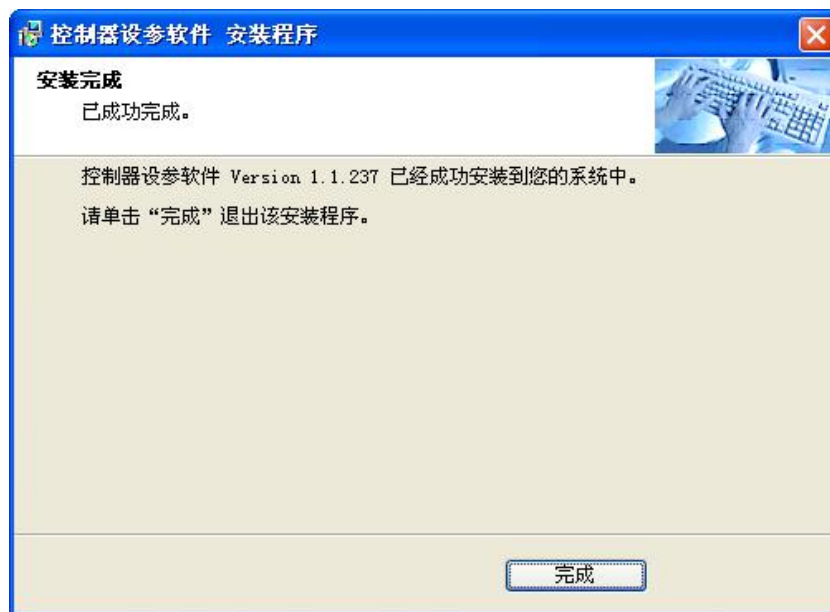 控制器设参软件 安装程序
安装完成
已成功完成。
控制器设参软件 Version 1.1.237 已经成功安装到您的系统中。
请单击“完成”退出该安装程序。
完成